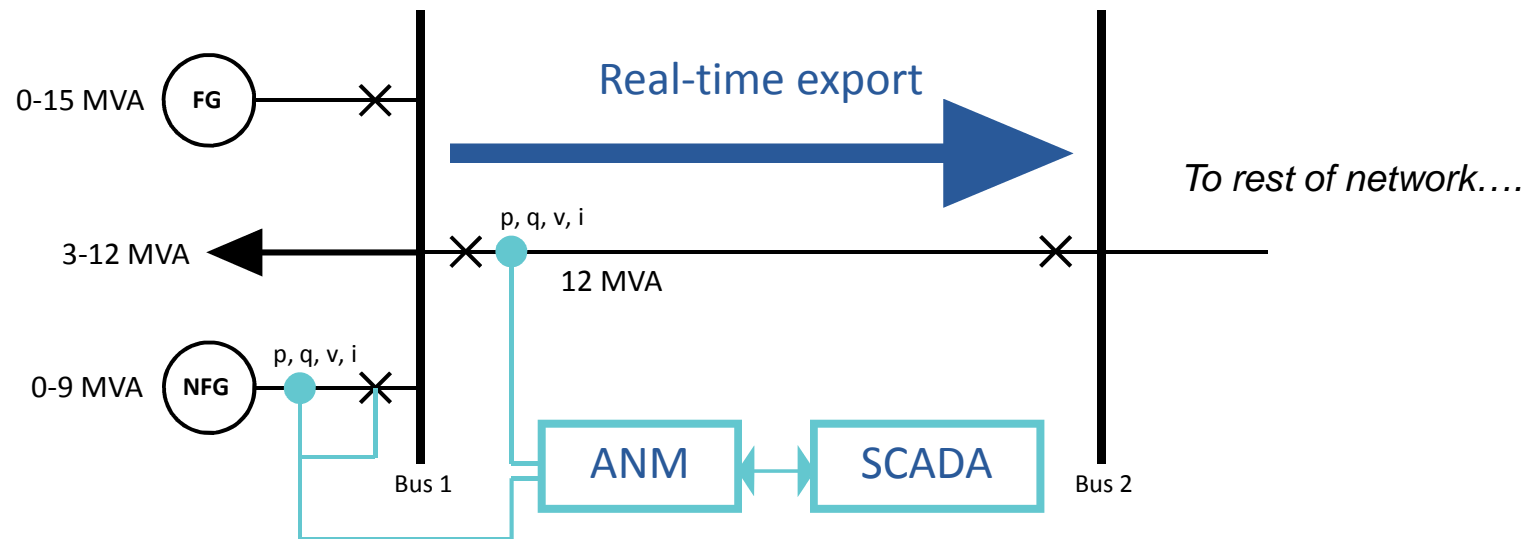 Real-time export
0-15 MVA
FG
To rest of network….
p, q, v, i
3-12 MVA
12 MVA
p, q, v, i
0-9 MVA
NFG
ANM
SCADA
Bus 1
Bus 2